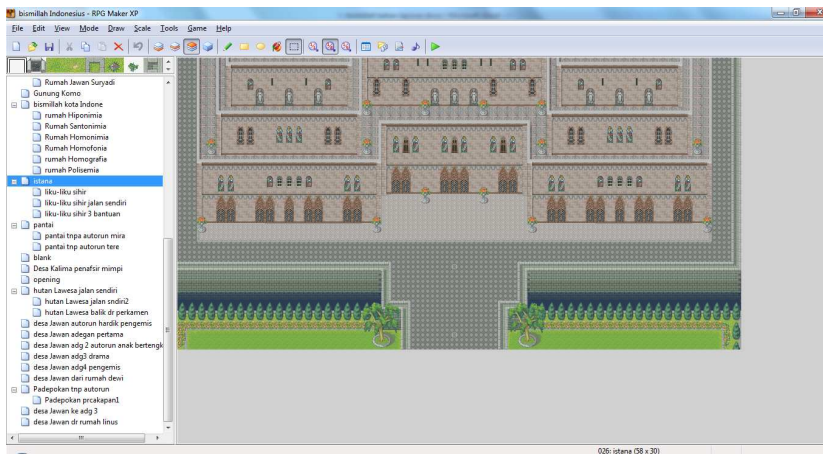 bismillah Indonesius - RPG Maker XP
File Edit View Mode Draw Scale Tools Game Help
Rumah Jawan Suryadi
Gunung Komo
bismillah kota Indone
rumah Hiponimia
Rumah Santonimia
Rumah Homonimia
Rumah Homofonia
rumah Homografia
rumah Polisemia
istana
liku-liku sihir
liku-liku sihir jalan sendiri
liku-liku sihir 3 bantuan
pantai
pantai tnpa autorun mira
pantai tnp autorun tere
blank
Desa Kalima penafsir mimpi
opening
hutan Lawesa jalan sendiri
hutan Lawesa jalan sndiri2
hutan Lawesa balik dr perkamen
desa Jawan autorun hardik pengemis
desa Jawan adegan pertama
desa Jawan adg 2 autorun anak bertengk
desa Jawan adg3 drama
desa Jawan adg4 pengemis
desa Jawan dari rumah dewi
Padepokan tnp autorun
Padepokan prcakapan1
desa Jawan ke adg 3
desa Jawan dr rumah linus
026: istana (58 x 30)